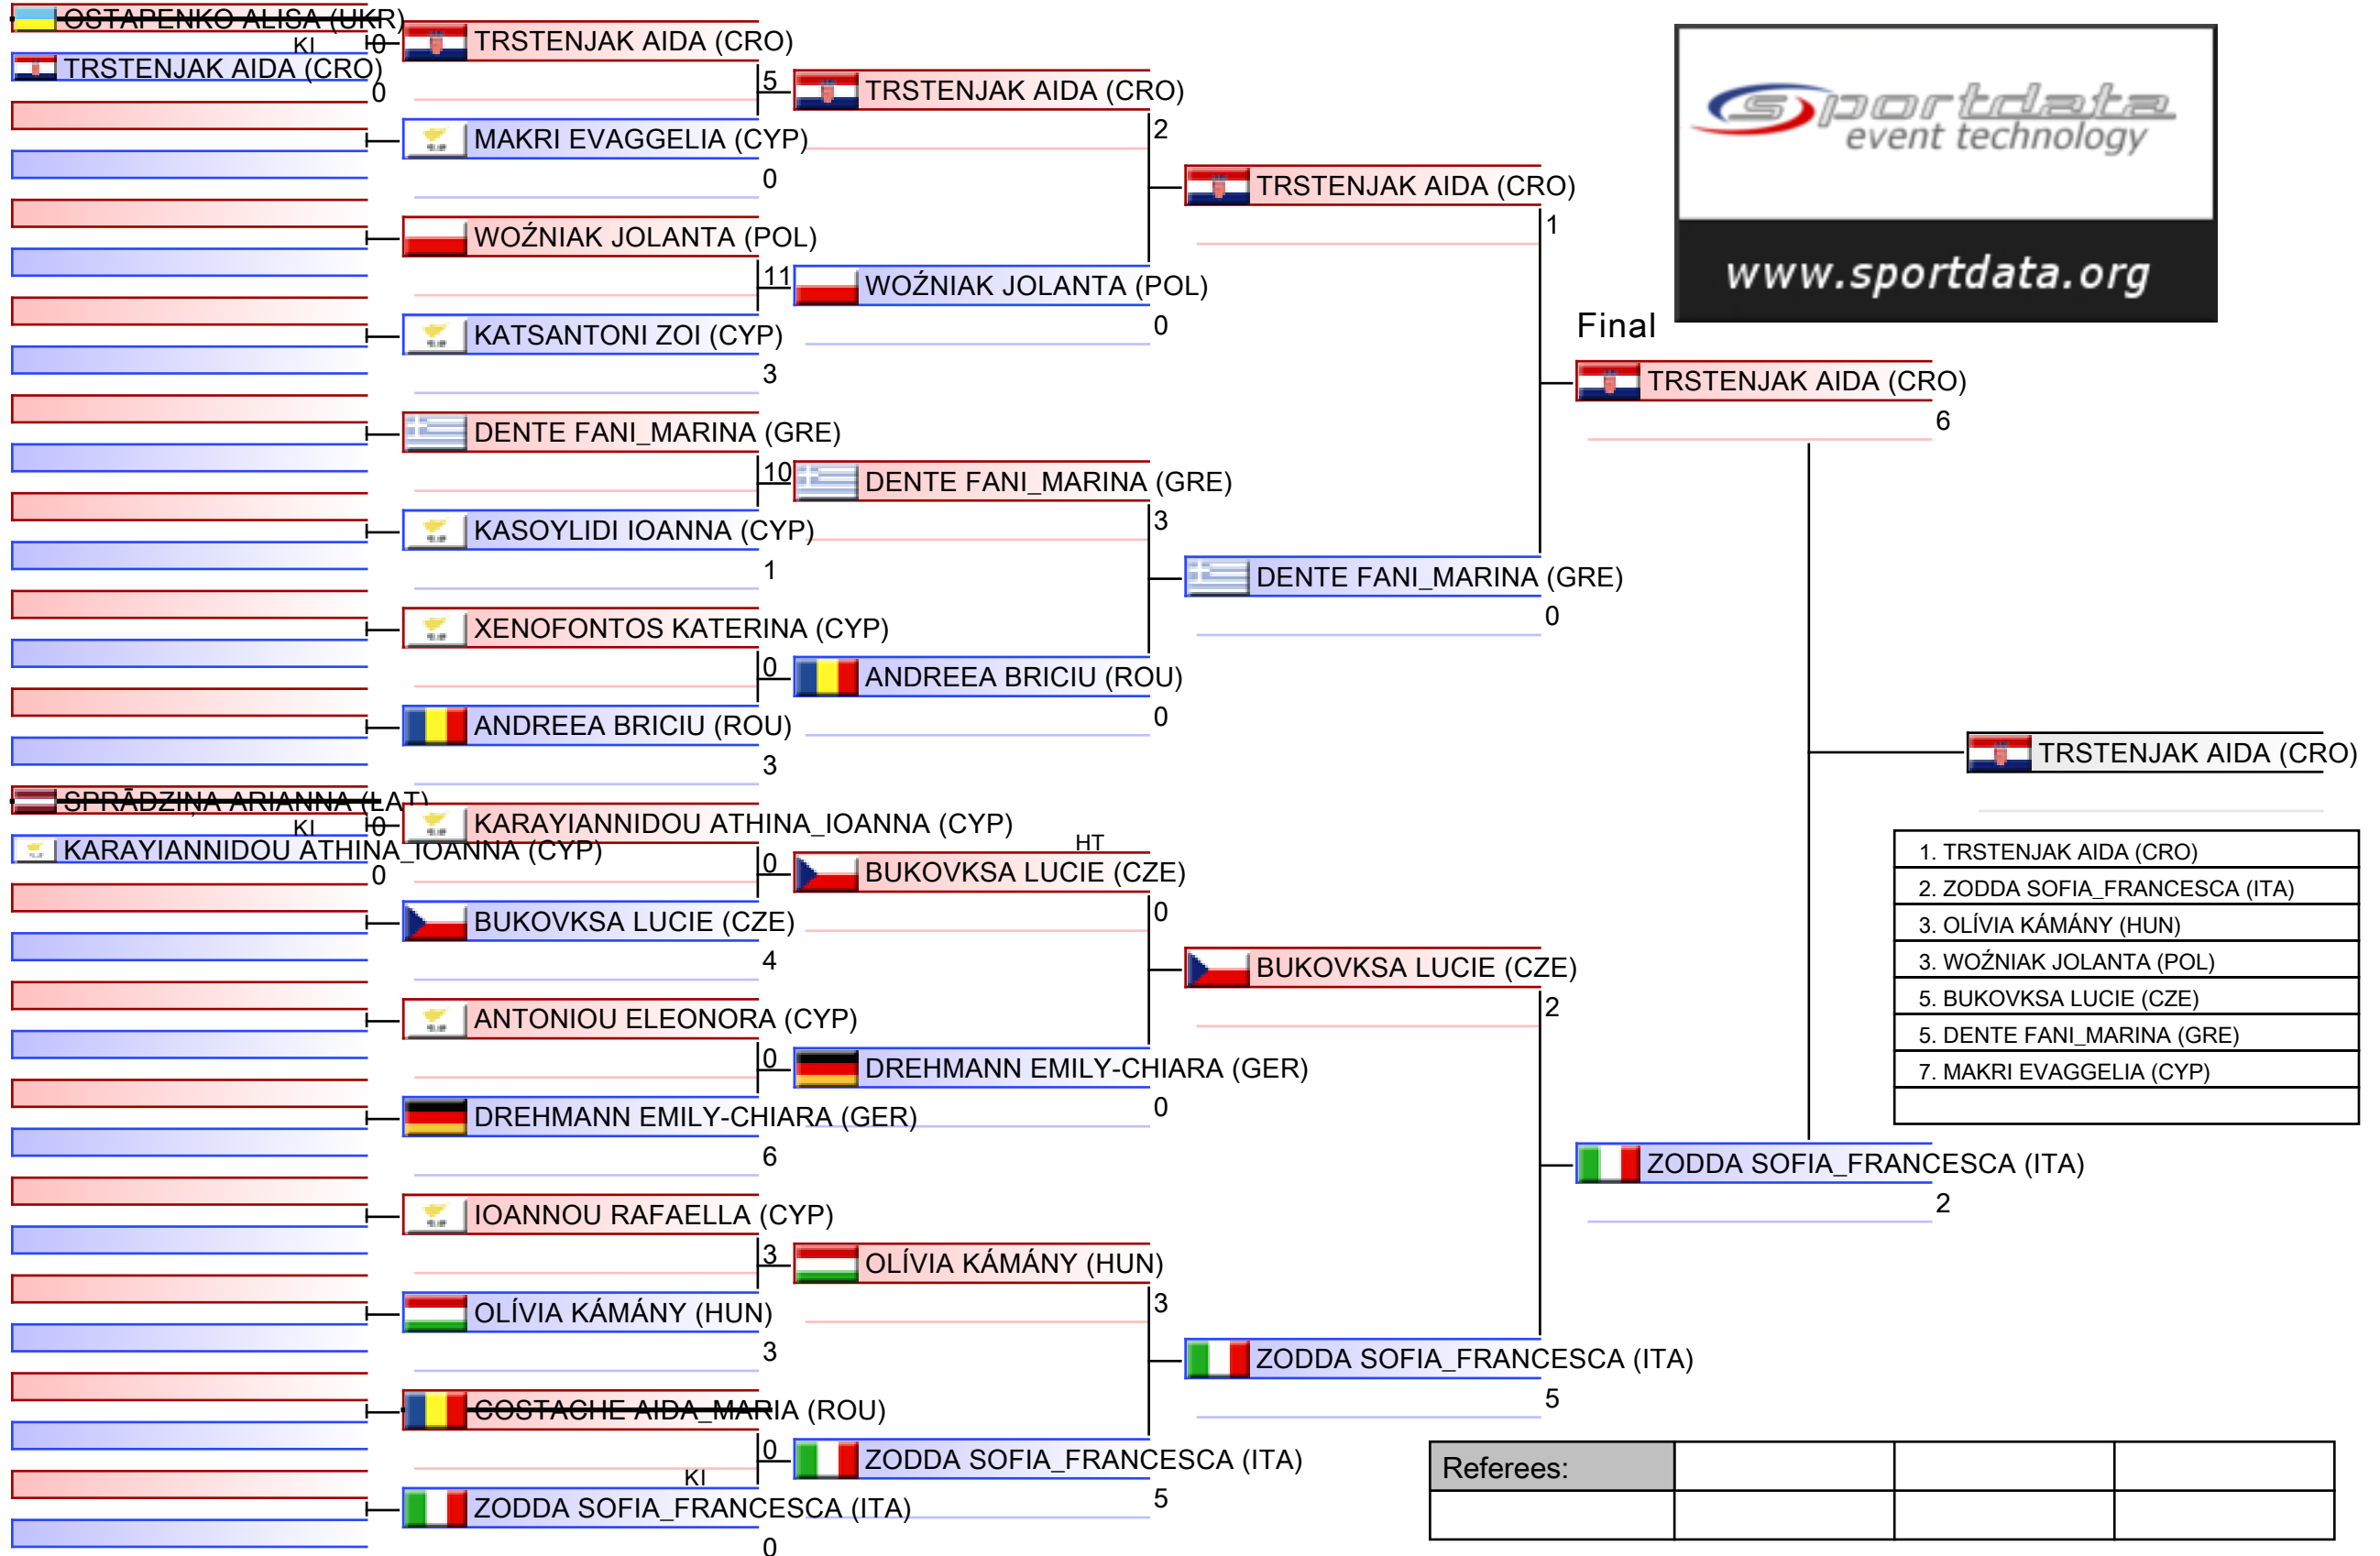 OSTAPENKO ALISA (UKR)
KI
0
TRSTENJAK AIDA (CRO)
0
SPRĀDZIŅA ARIANNA (LAT)
KI
0
KARAYIANNIDOU ATHINA_IOANNA (CYP)
0
TRSTENJAK AIDA (CRO)
5
MAKRI EVAGGELIA (CYP)
0
WOŹNIAK JOLANTA (POL)
11
KATSANTONI ZOI (CYP)
3
DENTE FANI_MARINA (GRE)
10
KASOYLIDI IOANNA (CYP)
1
XENOFONTOS KATERINA (CYP)
0
ANDREEA BRICIU (ROU)
3
KARAYIANNIDOU ATHINA_IOANNA (CYP)
0
BUKOVKSA LUCIE (CZE)
4
ANTONIOU ELEONORA (CYP)
0
DREHMANN EMILY-CHIARA (GER)
6
IOANNOU RAFAELLA (CYP)
3
OLÍVIA KÁMÁNY (HUN)
3
COSTACHE AIDA_MARIA (ROU)
0
KI
ZODDA SOFIA_FRANCESCA (ITA)
0
TRSTENJAK AIDA (CRO)
2
WOŹNIAK JOLANTA (POL)
0
DENTE FANI_MARINA (GRE)
3
ANDREEA BRICIU (ROU)
0
HT
BUKOVKSA LUCIE (CZE)
0
DREHMANN EMILY-CHIARA (GER)
0
OLÍVIA KÁMÁNY (HUN)
3
ZODDA SOFIA_FRANCESCA (ITA)
5
TRSTENJAK AIDA (CRO)
1
DENTE FANI_MARINA (GRE)
0
BUKOVKSA LUCIE (CZE)
2
ZODDA SOFIA_FRANCESCA (ITA)
5
Final
TRSTENJAK AIDA (CRO)
6
ZODDA SOFIA_FRANCESCA (ITA)
2
TRSTENJAK AIDA (CRO)
sportdata
event technology
www.sportdata.org
1. TRSTENJAK AIDA (CRO)
2. ZODDA SOFIA_FRANCESCA (ITA)
3. OLÍVIA KÁMÁNY (HUN)
3. WOŹNIAK JOLANTA (POL)
5. BUKOVKSA LUCIE (CZE)
5. DENTE FANI_MARINA (GRE)
7. MAKRI EVAGGELIA (CYP)
Referees: